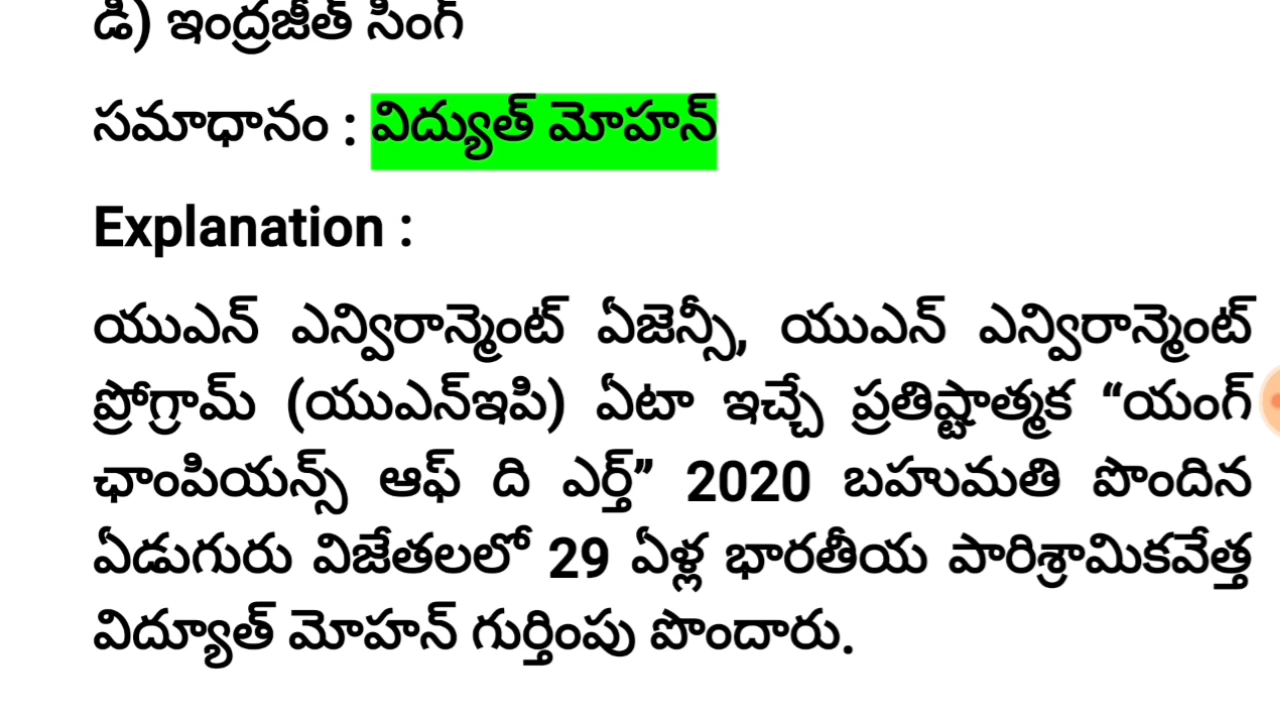 డి) ఇంద్రజీత్ సింగ్
సమాధానం : విద్యుత్ మోహన్
Explanation :
యుఎన్ ఎన్విరాన్మెంట్ ఏజెన్సీ, యుఎన్ ఎన్విరాన్మెంట్
ప్రోగ్రామ్ (యుఎన్ఇపి) ఏటా ఇచ్చే ప్రతిష్టాత్మక “యంగ్
ఛాంపియన్స్ ఆఫ్ ది ఎర్త్” 2020 బహుమతి పొందిన
ఏడుగురు విజేతలలో 29 ఏళ్ల భారతీయ పారిశ్రామికవేత్త
విద్యూత్ మోహన్ గుర్తింపు పొందారు.